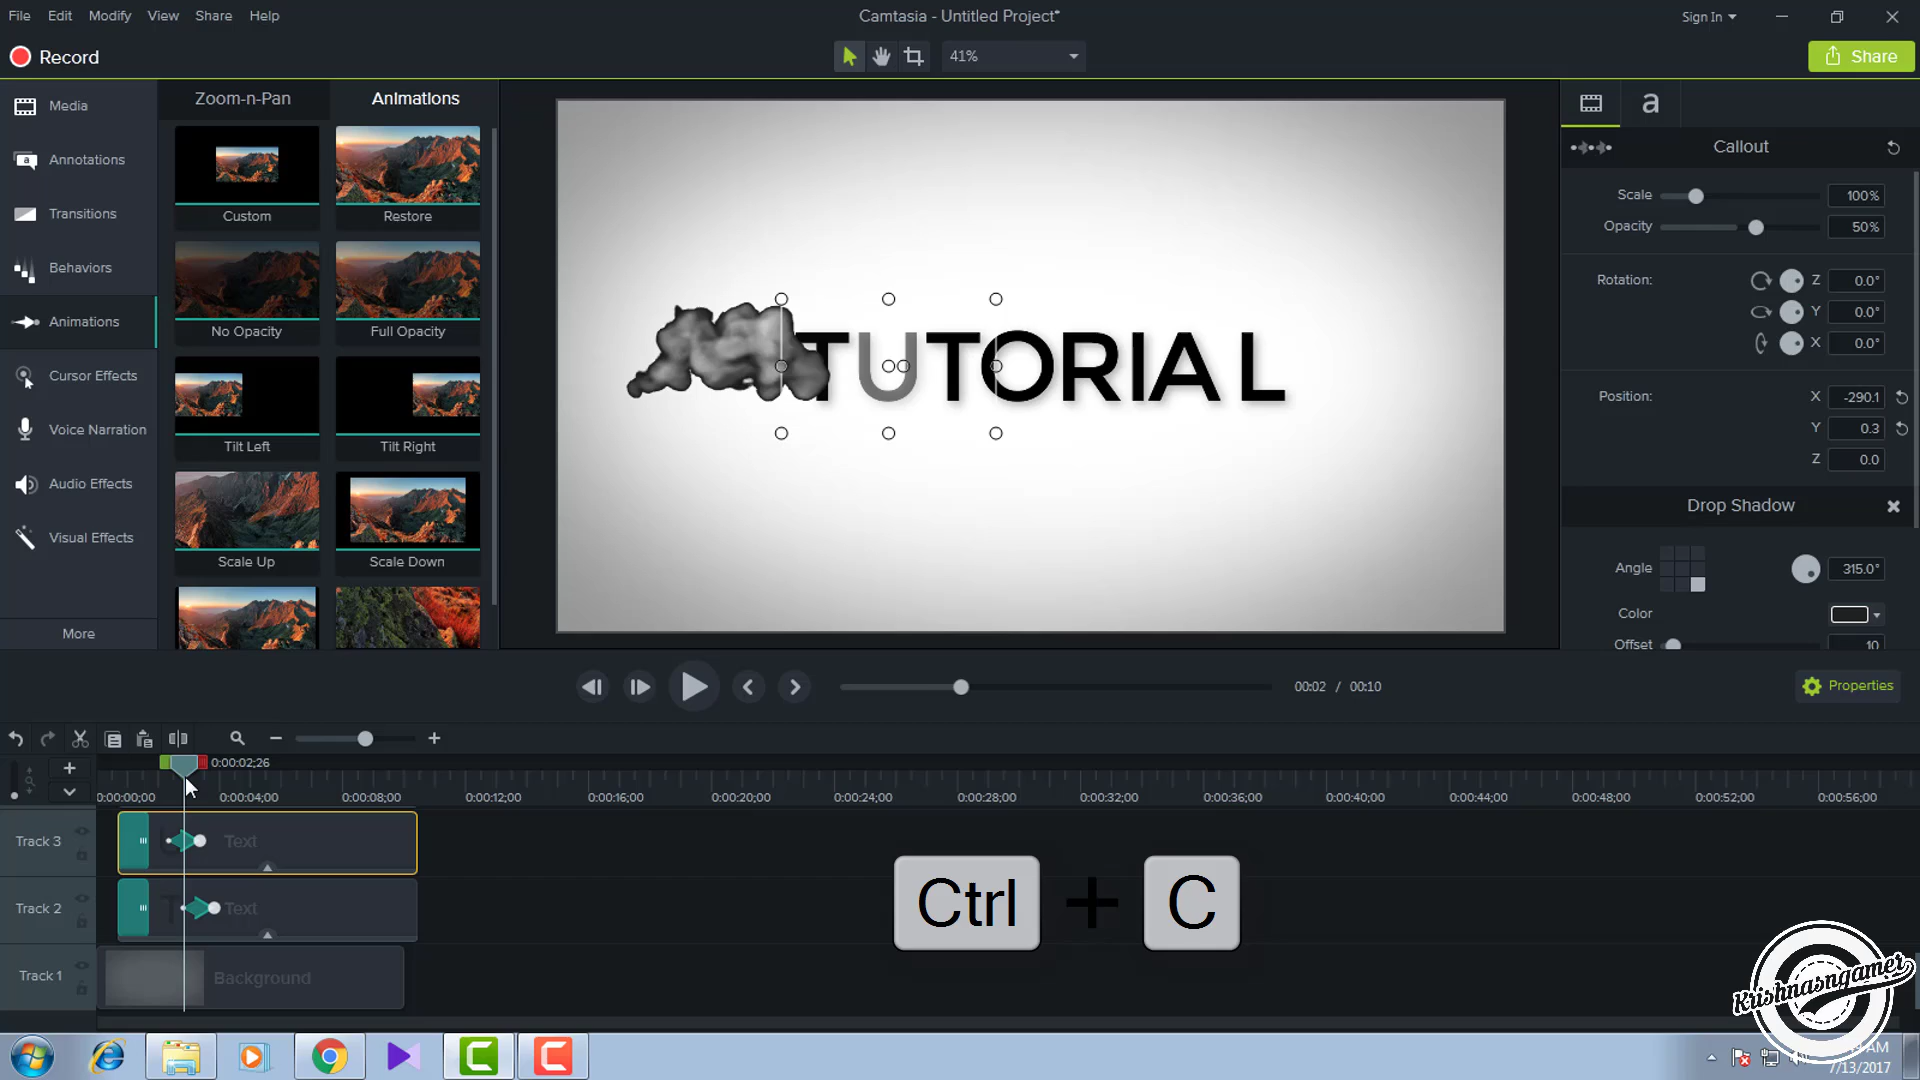 File Edit Modify View Share Help
Camtasia - Untitled Project*
Sign In
Record
41%
Share
Media
Annotations
Transitions
Behaviors
Animations
Cursor Effects
Voice Narration
Audio Effects
Visual Effects
More
Zoom-n-Pan Animations
Custom Restore
No Opacity Full Opacity
Tilt Left Tilt Right
Scale Up Scale Down
TUTORIAL
a
Callout
Scale 100%
Opacity 50%
Rotation: Z 0.0°
Y 0.0°
X 0.0°
Position: X -290.1
Y 0.3
Z 0.0
Drop Shadow
Angle 315.0°
Color
Offset 10
00:02 / 00:10
Properties
0:00:02;26
0:00:00;00 0:00:04;00 0:00:08;00 0:00:12;00 0:00:16;00 0:00:20;00 0:00:24;00 0:00:28;00 0:00:32;00 0:00:36;00 0:00:40;00 0:00:44;00 0:00:48;00 0:00:52;00 0:00:56;00
Track 3 Text
Track 2 Text
Track 1 Background
Ctrl + C
Krishnasngamer
AM
7/13/2017